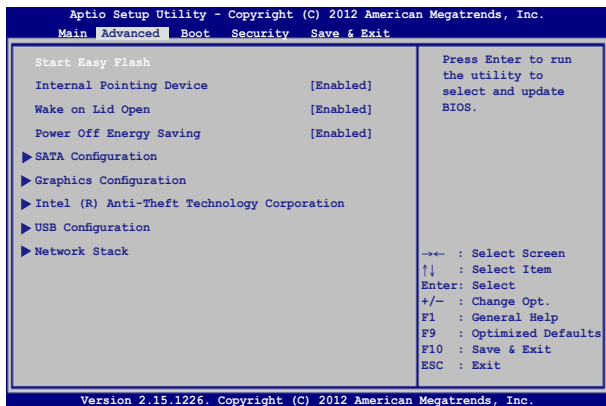 Aptio Setup Utility - Copyright (C) 2012 American Megatrends, Inc.
Main Advanced Boot Security Save & Exit
Start Easy Flash
Internal Pointing Device [Enabled]
Wake on Lid Open [Enabled]
Power Off Energy Saving [Enabled]
SATA Configuration
Graphics Configuration
Intel (R) Anti-Theft Technology Corporation
USB Configuration
Network Stack
Press Enter to run
the utility to
select and update
BIOS.
→← : Select Screen
↑↓ : Select Item
Enter: Select
+/— : Change Opt.
F1 : General Help
F9 : Optimized Defaults
F10 : Save & Exit
ESC : Exit
Version 2.15.1226. Copyright (C) 2012 American Megatrends, Inc.